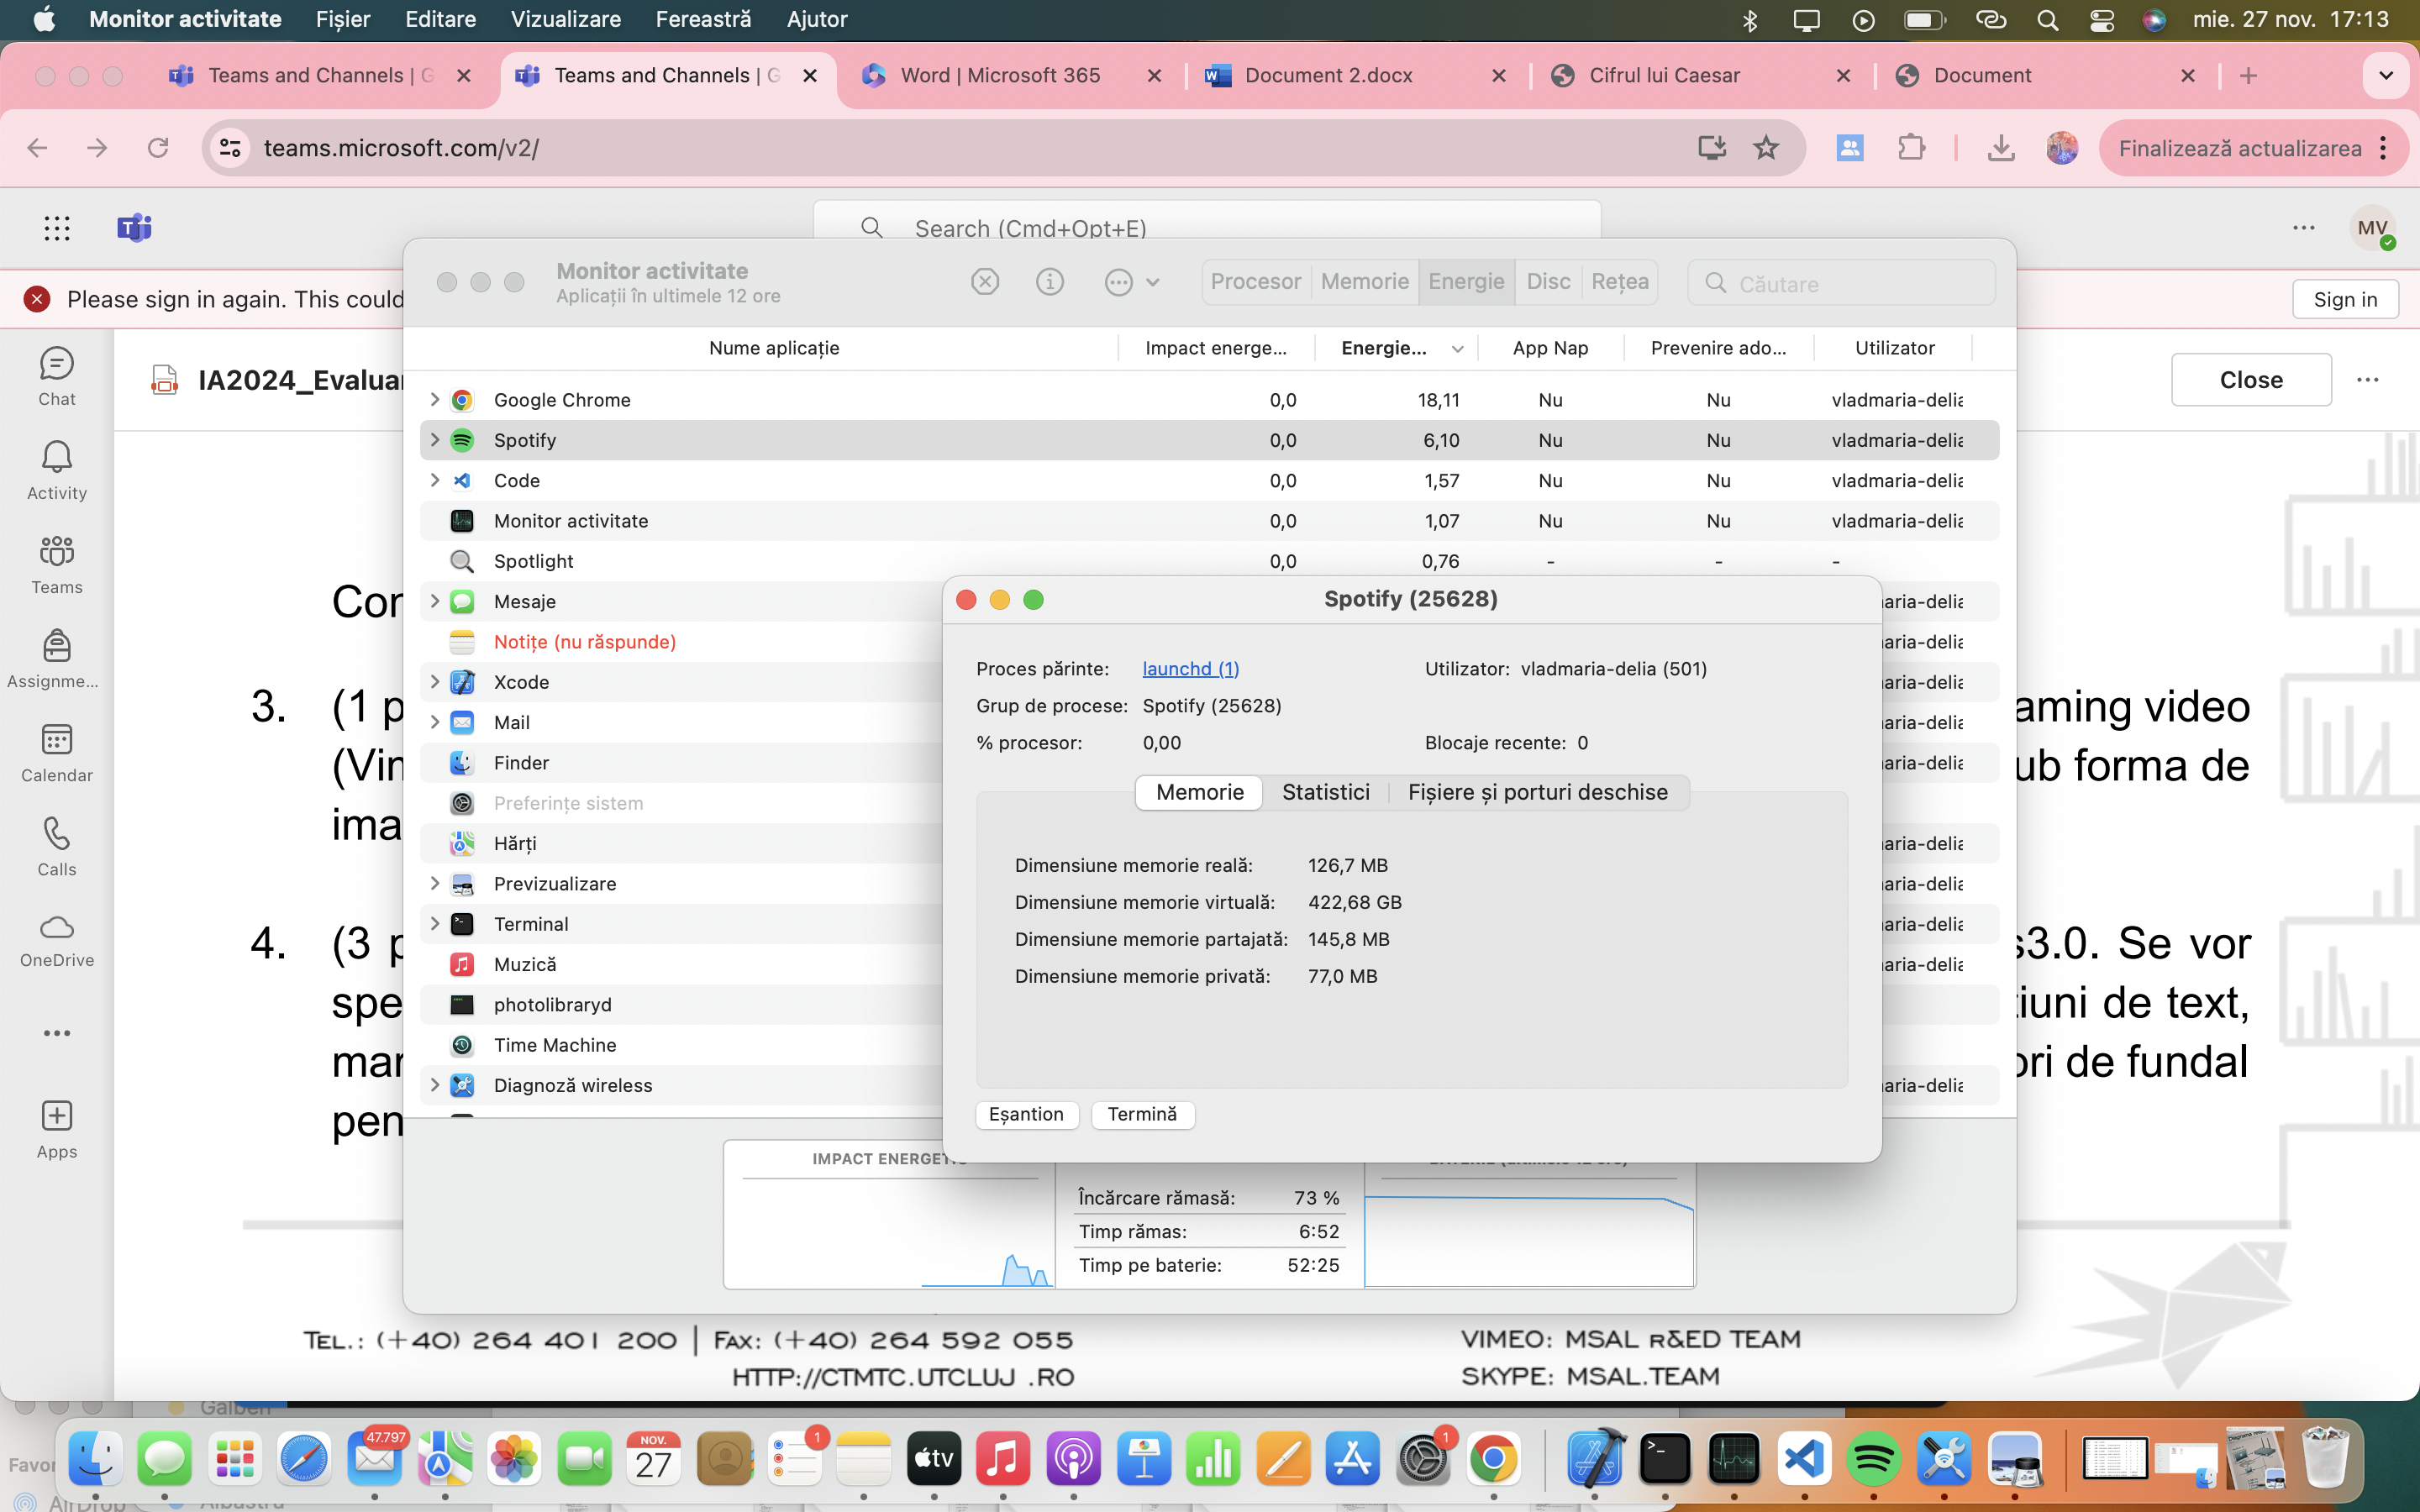 Monitor activitate Fișier Editare Vizualizare Fereastră Ajutor mie. 27 nov. 17:13
Teams and Channels | G Teams and Channels | G Word | Microsoft 365 Document 2.docx Cifrul lui Caesar Document
teams.microsoft.com/v2/ Finalizează actualizarea
Search (Cmd+Opt+E) MV
Please sign in again. This could Sign in
Monitor activitate
Aplicații în ultimele 12 ore
Procesor Memorie Energie Disc Rețea Căutare
Nume aplicație Impact energe... Energie... App Nap Prevenire ado... Utilizator
Google Chrome 0,0 18,11 Nu Nu vladmaria-delia
Spotify 0,0 6,10 Nu Nu vladmaria-delia
Code 0,0 1,57 Nu Nu vladmaria-delia
Monitor activitate 0,0 1,07 Nu Nu vladmaria-delia
Spotlight 0,0 0,76 - - -
Mesaje aria-delia
Notițe (nu răspunde) aria-delia
Xcode aria-delia
Mail aria-delia
Finder aria-delia
Preferințe sistem
Hărți aria-delia
Previzualizare aria-delia
Terminal aria-delia
Muzică aria-delia
photolibraryd
Time Machine
Diagnoză wireless aria-delia
Spotify (25628)
Proces părinte: launchd (1) Utilizator: vladmaria-delia (501)
Grup de procese: Spotify (25628)
% procesor: 0,00 Blocaje recente: 0
Memorie Statistici Fișiere și porturi deschise
Dimensiune memorie reală: 126,7 MB
Dimensiune memorie virtuală: 422,68 GB
Dimensiune memorie partajată: 145,8 MB
Dimensiune memorie privată: 77,0 MB
Eșantion Termină
IMPACT ENERGETIC
Încărcare rămasă: 73 %
Timp rămas: 6:52
Timp pe baterie: 52:25
Chat
Activity
Teams
Assignme...
Calendar
Calls
OneDrive
Apps
IA2024_Evaluar Close
Con
3. (1 p aming video
(Vin ub forma de
ima
4. (3 p s3.0. Se vor
spe țiuni de text,
mar ori de fundal
pen
Tel.: (+40) 264 401 200 | Fax: (+40) 264 592 055 VIMEO: MSAL R&ED TEAM
HTTP://CTMTC.UTCLUJ .RO SKYPE: MSAL.TEAM
Galben
Favor
AirDrop Albastru
47.797 NOV. 27 1 tv 1